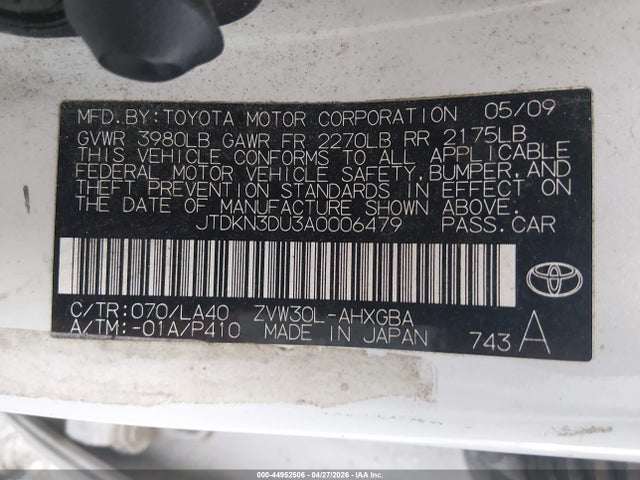 MFD.BY:TOYOTA MOTOR CORPORATION 05/09
GVWR 3980LB GAWR FR 2270LB RR 2175LB
THIS VEHICLE CONFORMS TO ALL APPLICABLE
FEDERAL MOTOR VEHICLE SAFETY,BUMPER,AND
THEFT PREVENTION STANDARDS IN EFFECT ON
THE DATE OF MANUFACTURE SHOWN ABOVE.
JTDKN3DU3A0006479 PASS.CAR
C/TR:070/LA40 ZVW30L-AHXGBA
A/TM:-01A/P410 MADE IN JAPAN 743 A
TOYOTA
000-44952506 - 04/27/2026 - IAAI.COM